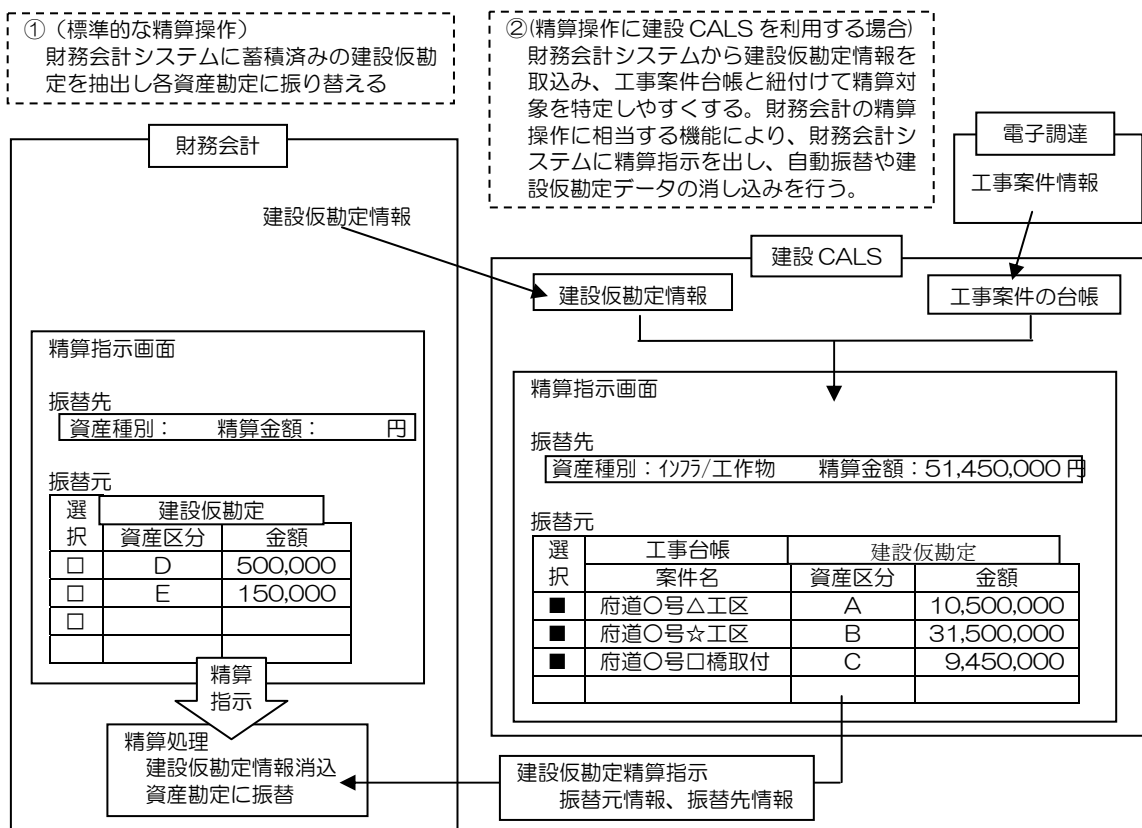 ①（標準的な精算操作）
財務会計システムに蓄積済みの建設仮勘
定を抽出し各資産勘定に振り替える
②(精算操作に建設CALSを利用する場合)
財務会計システムから建設仮勘定情報を
取込み、工事案件台帳と紐付けて精算対
象を特定しやすくする。財務会計の精算
操作に相当する機能により、財務会計シ
ステムに精算指示を出し、自動振替や建
設仮勘定データの消し込みを行う。
電子調達
工事案件情報
財務会計
建設仮勘定情報
建設CALS
建設仮勘定情報
工事案件の台帳
精算指示画面
振替先
資産種別： 精算金額： 円
振替元
選択 建設仮勘定
資産区分 金額
□ D 500,000
□ E 150,000
□
精算
指示
精算処理
建設仮勘定情報消込
資産勘定に振替
精算指示画面
振替先
資産種別：ｲﾝﾌﾗ/工作物 精算金額：51,450,000円
振替元
選択 工事台帳 建設仮勘定
案件名 資産区分 金額
■ 府道〇号△工区 A 10,500,000
■ 府道〇号☆工区 B 31,500,000
■ 府道〇号□橋取付 C 9,450,000
建設仮勘定精算指示
振替元情報、振替先情報